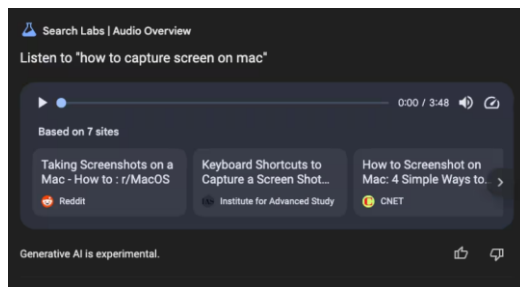 Search Labs | Audio Overview
Listen to "how to capture screen on mac"
0:00 / 3:48
Based on 7 sites
Taking Screenshots on a
Mac - How to : r/MacOS
Reddit
Keyboard Shortcuts to
Capture a Screen Shot...
Institute for Advanced Study
How to Screenshot on
Mac: 4 Simple Ways to...
CNET
Generative AI is experimental.